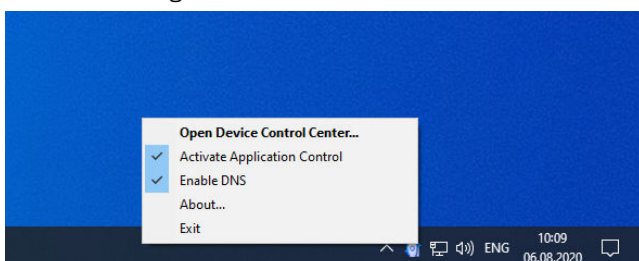 Open Device Control Center...
Activate Application Control
Enable DNS
About...
Exit
ENG
10:09
06.08.2020